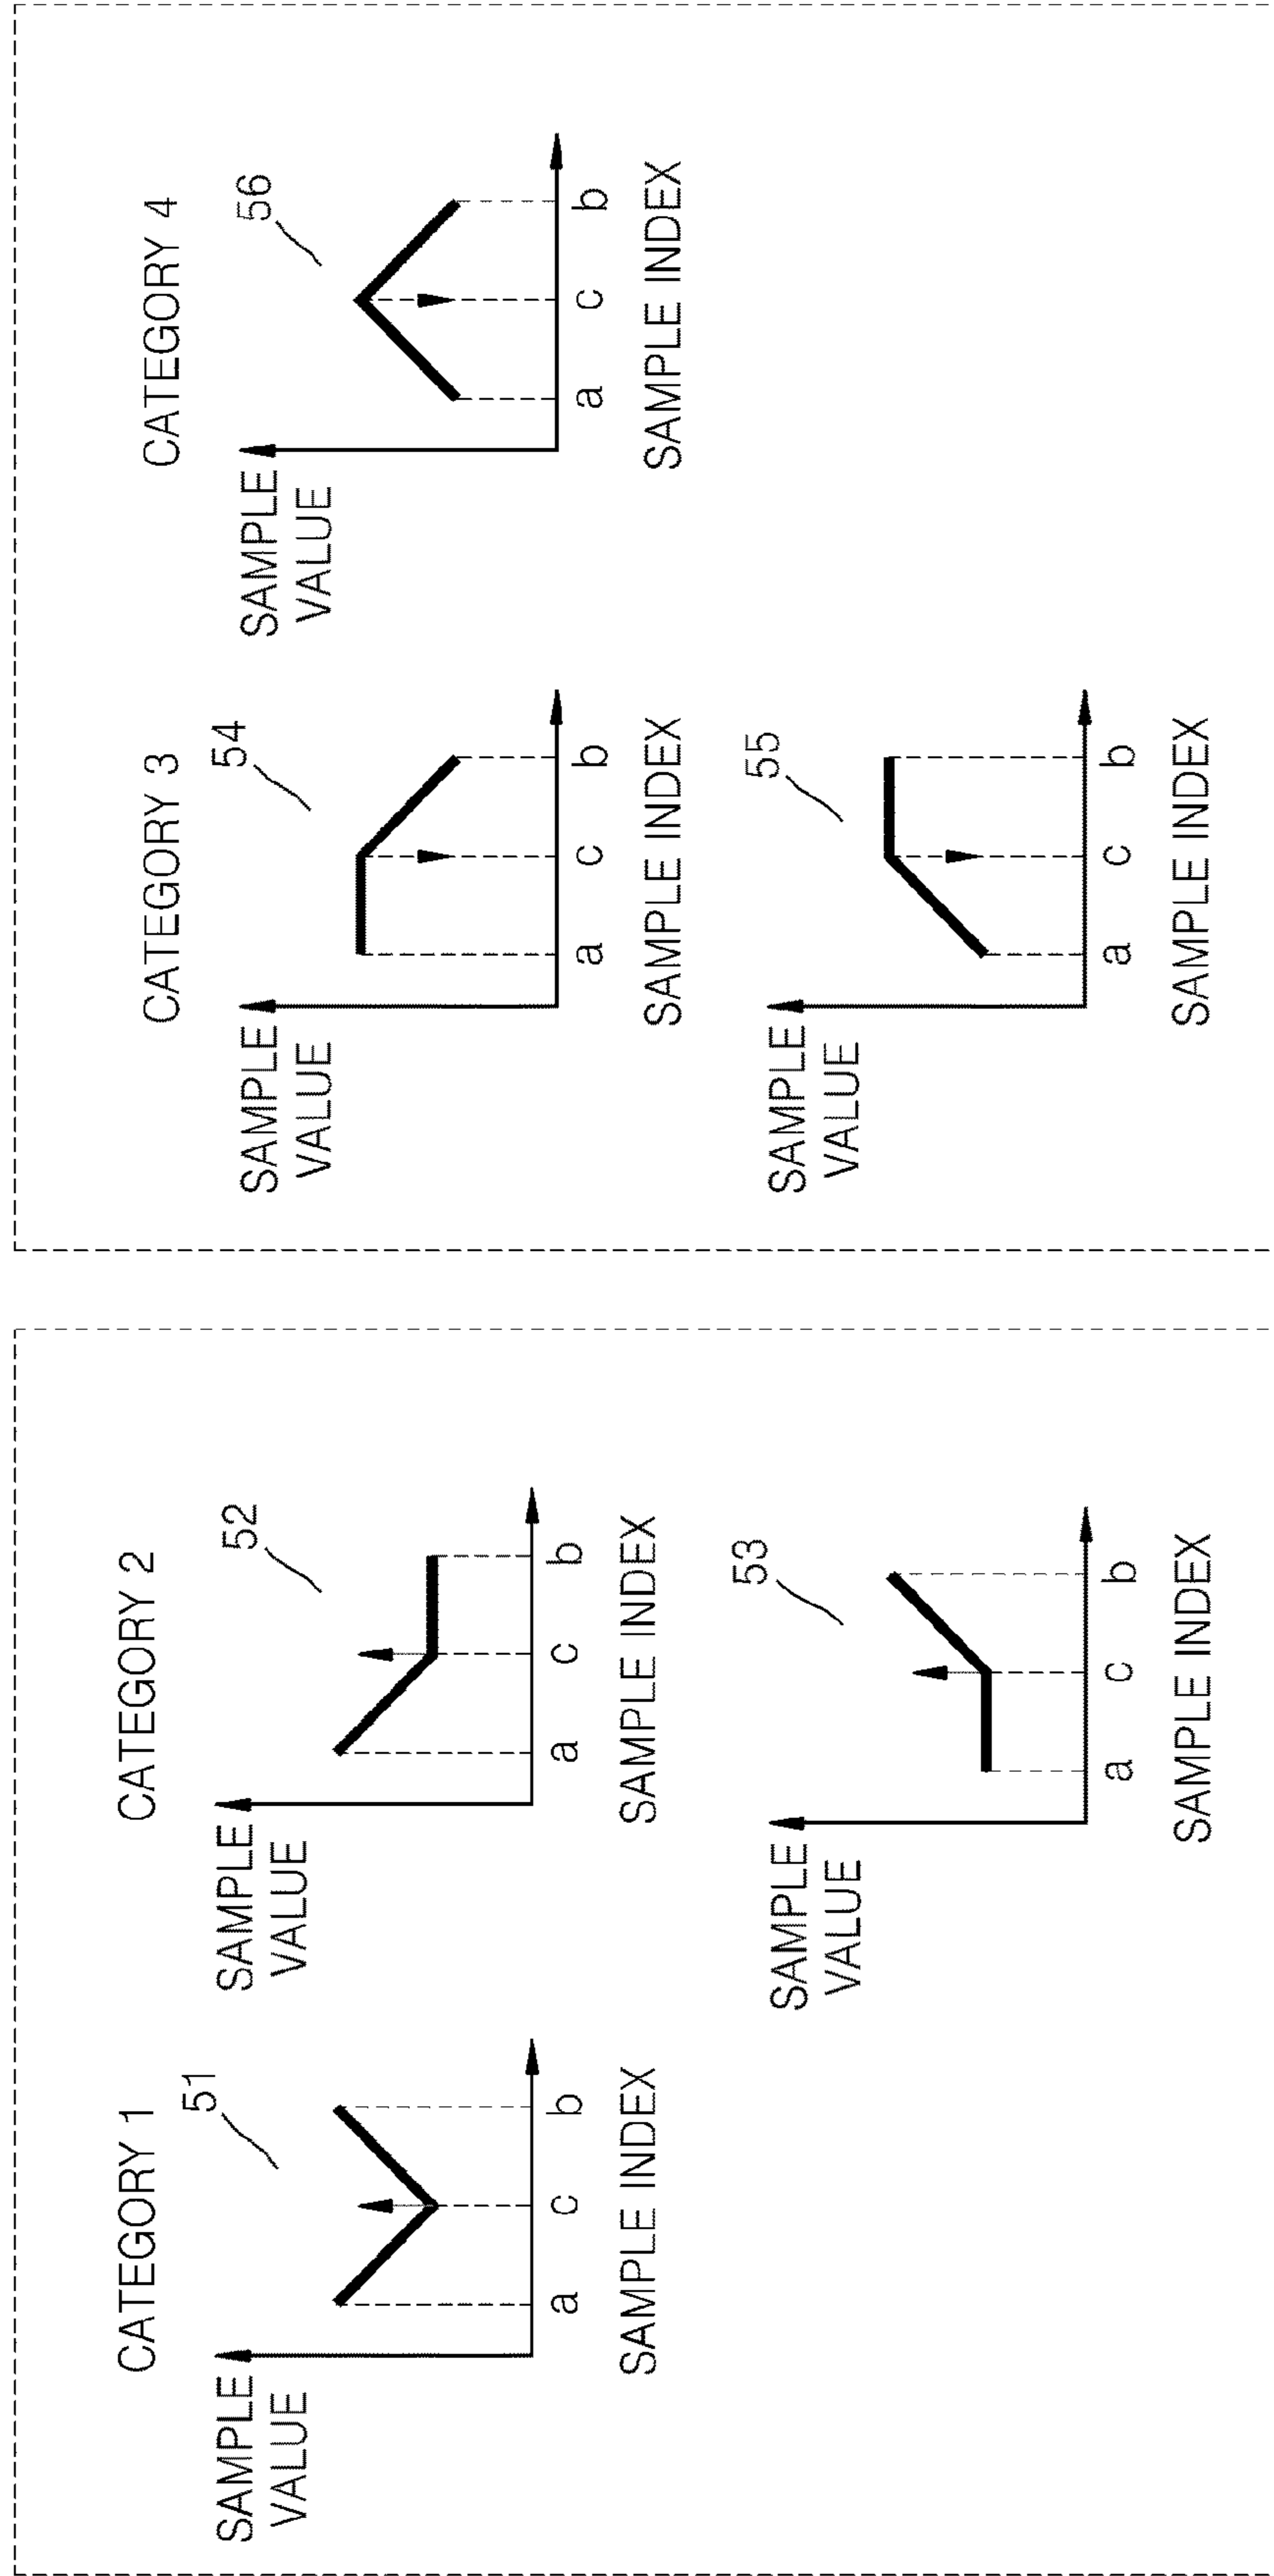 CATEGORY 1
51
SAMPLE
VALUE
a
c
b
SAMPLE INDEX
CATEGORY 2
52
SAMPLE
VALUE
a
c
b
SAMPLE INDEX
53
SAMPLE
VALUE
a
c
b
SAMPLE INDEX
CATEGORY 3
54
SAMPLE
VALUE
a
c
b
SAMPLE INDEX
55
SAMPLE
VALUE
a
c
b
SAMPLE INDEX
CATEGORY 4
56
SAMPLE
VALUE
a
c
b
SAMPLE INDEX